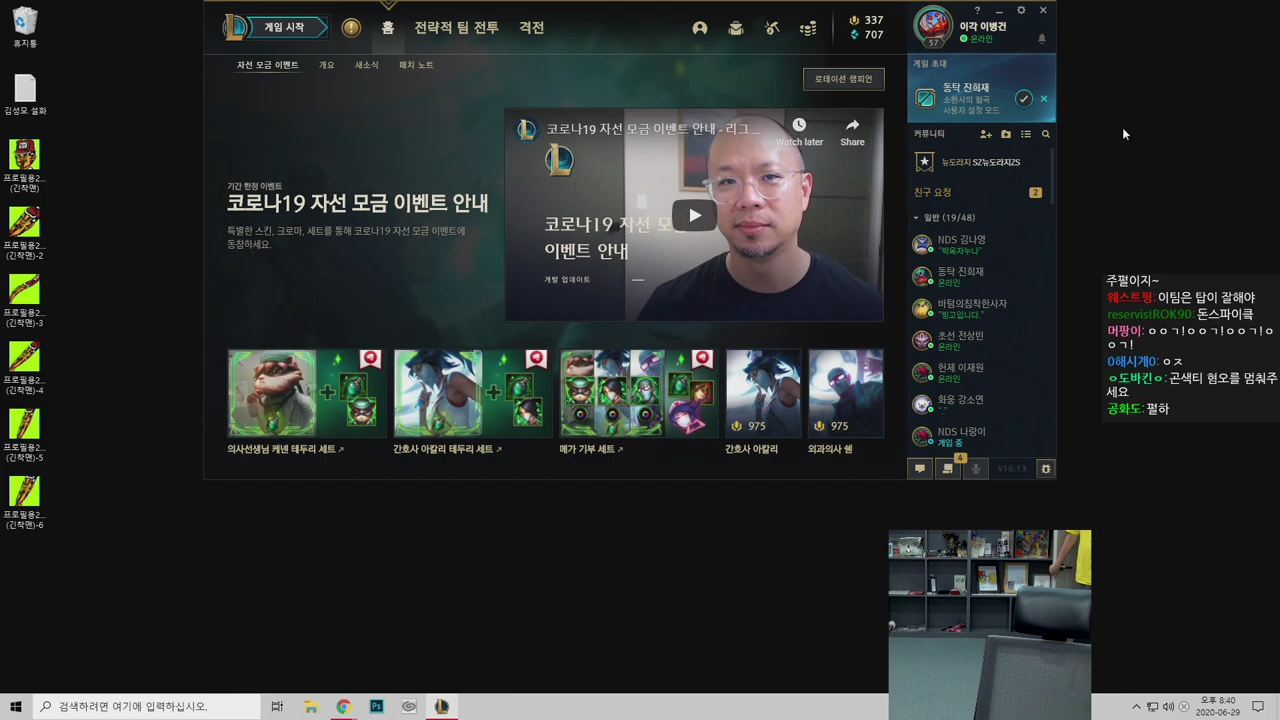 휴지통
김성모 설화
프로필용2...
(긴착맨)
프로필용2...
(긴착맨)-2
프로필용2...
(긴착맨)-3
프로필용2...
(긴착맨)-4
프로필용2...
(긴착맨)-5
프로필용2...
(긴착맨)-6
게임 시작
홈
전략적 팀 전투
격전
337
707
자선 모금 이벤트
개요
새소식
패치 노트
로테이션 챔피언
기간 한정 이벤트
코로나19 자선 모금 이벤트 안내
특별한 스킨, 크로마, 세트를 통해 코로나19 자선 모금 이벤트에
동참하세요.
코로나19 자선 모금 이벤트 안내 - 리그 ...
Watch later
Share
코로나19 자선 모
이벤트 안내
개발 업데이트
975
975
의사선생님 케넨 테두리 세트
간호사 아칼리 테두리 세트
메가 기부 세트
간호사 아칼리
외과의사 쉔
57
이각 이병건
온라인
게임 초대
동탁 진희재
소환사의 협곡
사용자 설정 모드
커뮤니티
뉴도라지 SZ뉴도라지ZS
친구 요청
2
일반 (19/48)
NDS 김나영
"박옥자누나"
동탁 진희재
온라인
바텀의침착한사자
"빙고입니다."
초선 전상빈
온라인
헌제 이재원
온라인
화웅 강소연
" "
NDS 나랑이
게임 중
4
V10.13
주펄이지~
웨스트핑: 이팀은 탑이 잘해야
reservistROK90: 돈스파이크
머팡이: ㅇㅇㄱ!ㅇㅇㄱ!ㅇㅇㄱ!ㅇ
ㅇㄱ!
0해시계0: ㅇㅈ
ㅇ도바킨ㅇ: 곤색티 혐오를 멈춰주
세요
공화도: 펄하
검색하려면 여기에 입력하십시오.
오후 8:40
2020-06-29